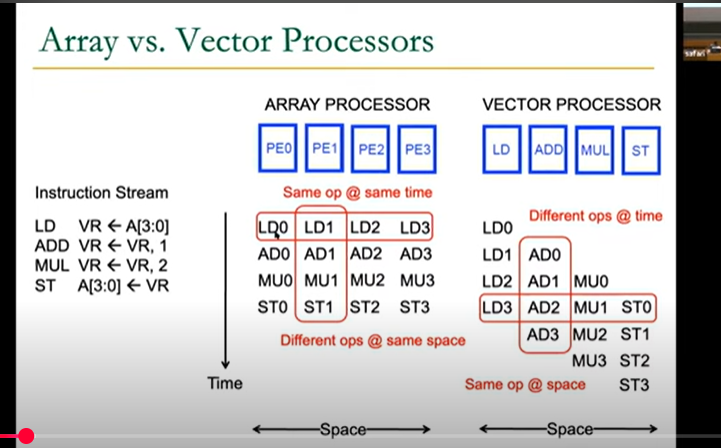 Array vs. Vector Processors
safari
ARRAY PROCESSOR
VECTOR PROCESSOR
PE0 PE1 PE2 PE3
LD ADD MUL ST
Instruction Stream
Same op @ same time
LD VR ← A[3:0]
ADD VR ← VR, 1
MUL VR ← VR, 2
ST A[3:0] ← VR
LD0 LD1 LD2 LD3
AD0 AD1 AD2 AD3
MU0 MU1 MU2 MU3
ST0 ST1 ST2 ST3
Different ops @ same space
Different ops @ time
LD0
LD1 AD0
LD2 AD1 MU0
LD3 AD2 MU1 ST0
AD3 MU2 ST1
MU3 ST2
Same op @ space ST3
Time
Space
Space